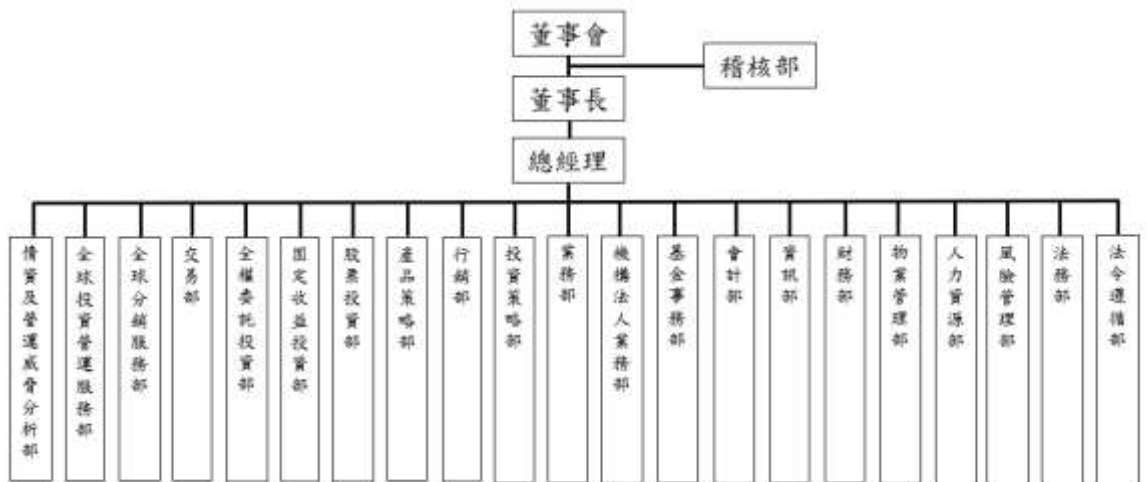 董事會
稽核部
董事長
總經理
情資及營運威脅分析部
全球投資營運服務部
全球分銷服務部
交易部
全權委託投資部
固定收益投資部
股票投資部
產品策略部
行銷部
投資策略部
業務部
機構法人業務部
基金事務部
會計部
資訊部
財務部
物業管理部
人力資源部
風險管理部
法務部
法令遵循部